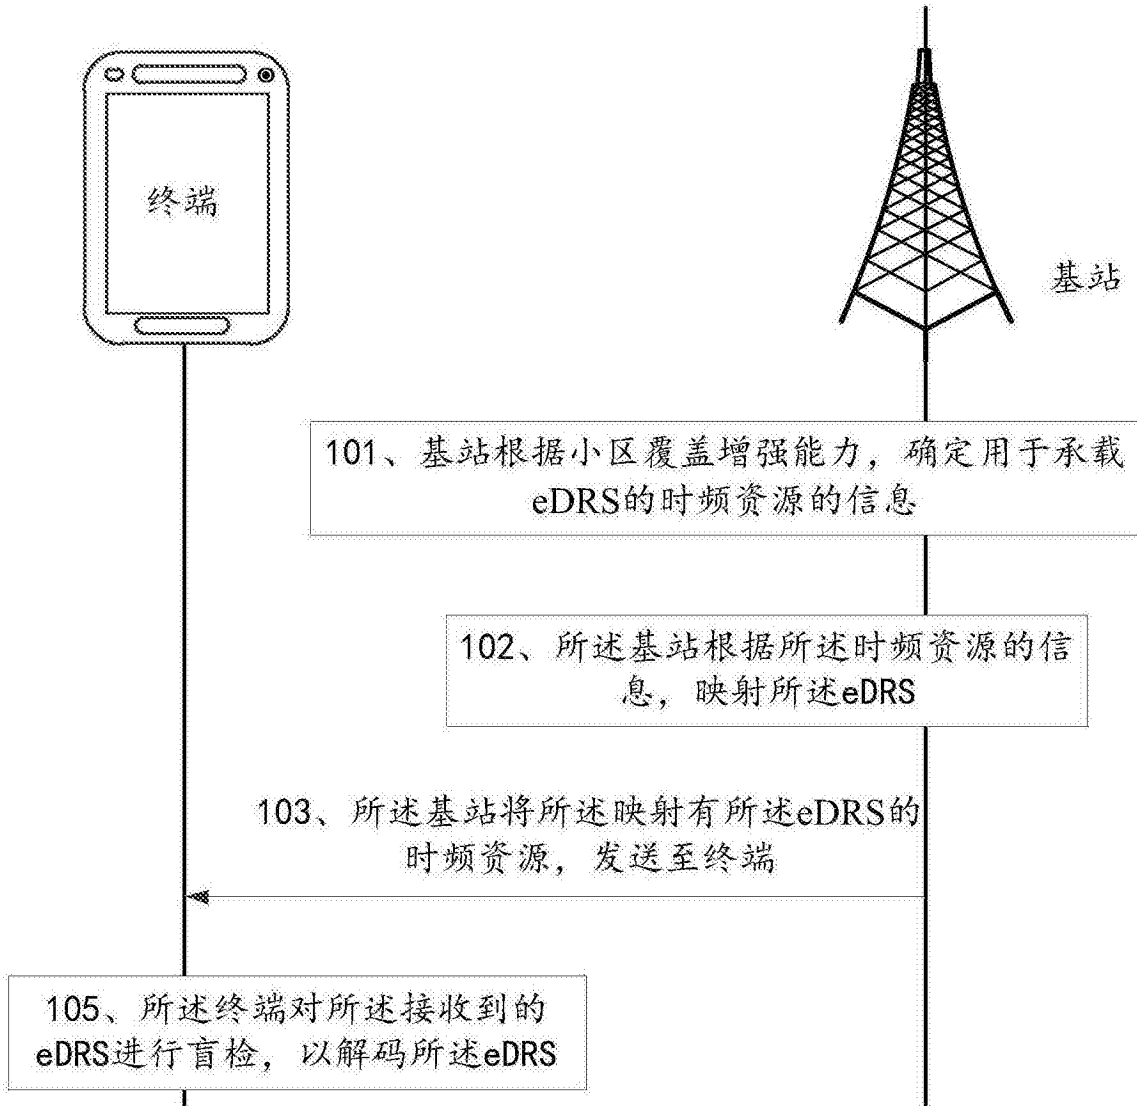 终端
基站
101、基站根据小区覆盖增强能力，确定用于承载
eDRS的时频资源的信息
102、所述基站根据所述时频资源的信
息，映射所述eDRS
103、所述基站将所述映射有所述eDRS的
时频资源，发送至终端
105、所述终端对所述接收到的
eDRS进行盲检，以解码所述eDRS